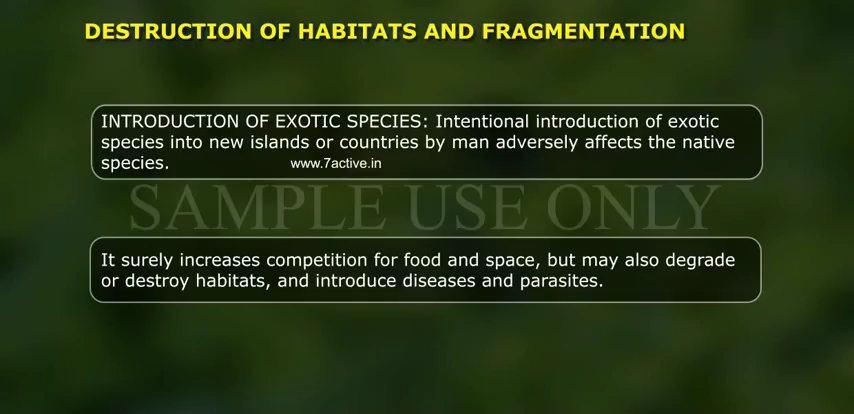 DESTRUCTION OF HABITATS AND FRAGMENTATION
INTRODUCTION OF EXOTIC SPECIES: Intentional introduction of exotic
species into new islands or countries by man adversely affects the native
species.
www.7active.in
SAMPLE USE ONLY
It surely increases competition for food and space, but may also degrade
or destroy habitats, and introduce diseases and parasites.